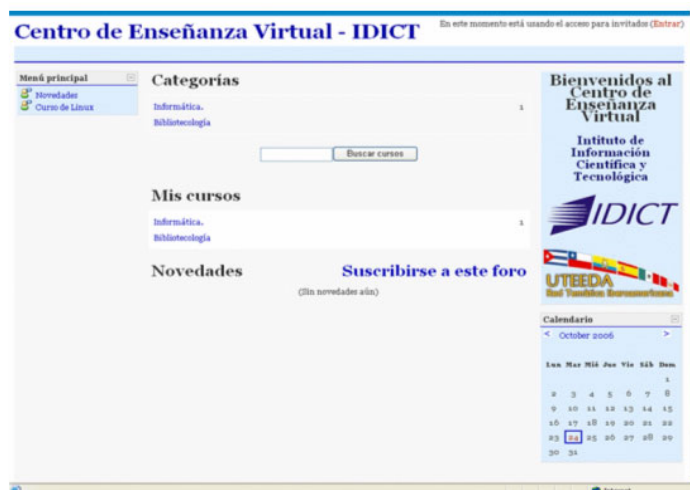 Centro de Enseñanza Virtual - IDICT
En este momento está usando el acceso para invitados (Entrar)
Menú principal
Novedades
Curso de Linux
Categorías
Informática. 1
Bibliotecología
Buscar cursos
Mis cursos
Informática. 1
Bibliotecología
Novedades
Suscribirse a este foro
(Sin novedades aún)
Bienvenidos al
Centro de
Enseñanza
Virtual
Intituto de
Información
Científica y
Tecnológica
IDICT
UTEEDA
Red Temática Iberoamericana
Calendario
< October 2006 >
Lun Mar Mié Jue Vie Sáb Dom
1
2 3 4 5 6 7 8
9 10 11 12 13 14 15
16 17 18 19 20 21 22
23 24 25 26 27 28 29
30 31
Internet